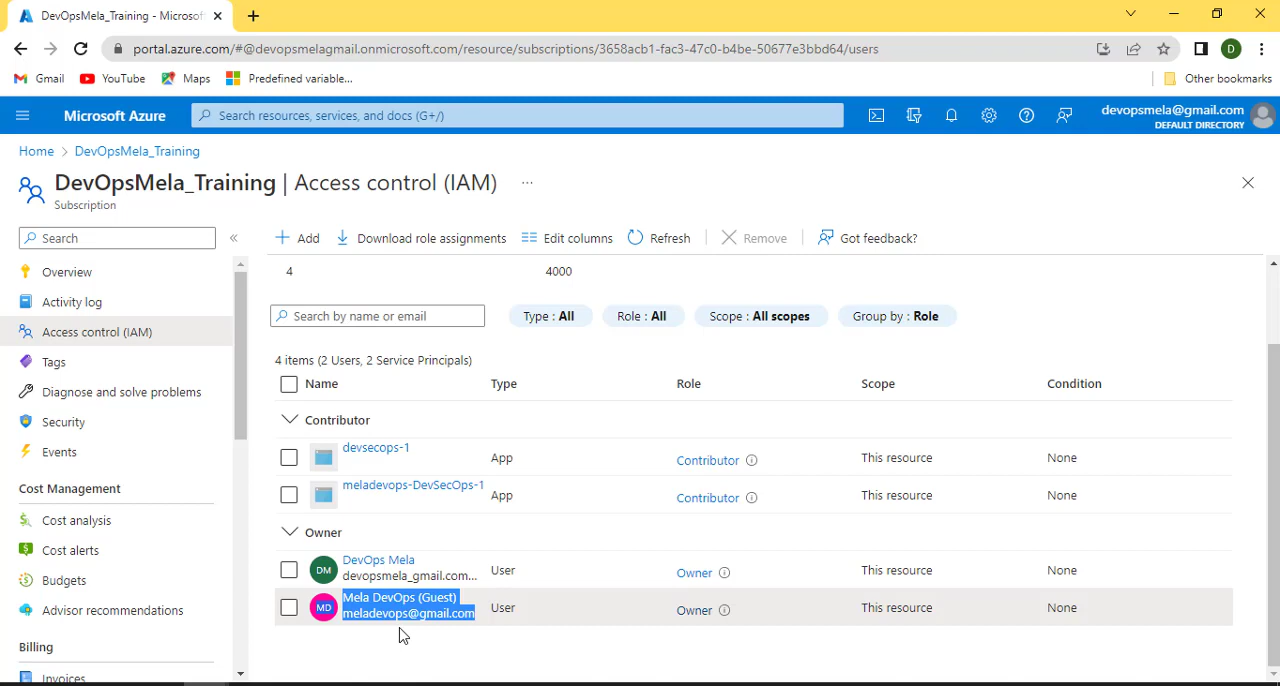 DevOpsMela_Training - Microsof
portal.azure.com/#@devopsmelagmail.onmicrosoft.com/resource/subscriptions/3658acb1-fac3-47c0-b4be-50677e3bbd64/users
D
Gmail YouTube Maps Predefined variable... Other bookmarks
Microsoft Azure Search resources, services, and docs (G+/) devopsmela@gmail.com
DEFAULT DIRECTORY
Home > DevOpsMela_Training
DevOpsMela_Training | Access control (IAM) ...
Subscription
Search «
Add Download role assignments Edit columns Refresh Remove Got feedback?
Overview
Activity log
Access control (IAM)
Tags
Diagnose and solve problems
Security
Events
Cost Management
Cost analysis
Cost alerts
Budgets
Advisor recommendations
Billing
Invoices
4 4000
Search by name or email Type : All Role : All Scope : All scopes Group by : Role
4 items (2 Users, 2 Service Principals)
Name Type Role Scope Condition
Contributor
devsecops-1 App Contributor This resource None
meladevops-DevSecOps-1 App Contributor This resource None
Owner
DM DevOps Mela User Owner This resource None
devopsmela_gmail.com...
MD Mela DevOps (Guest) User Owner This resource None
meladevops@gmail.com